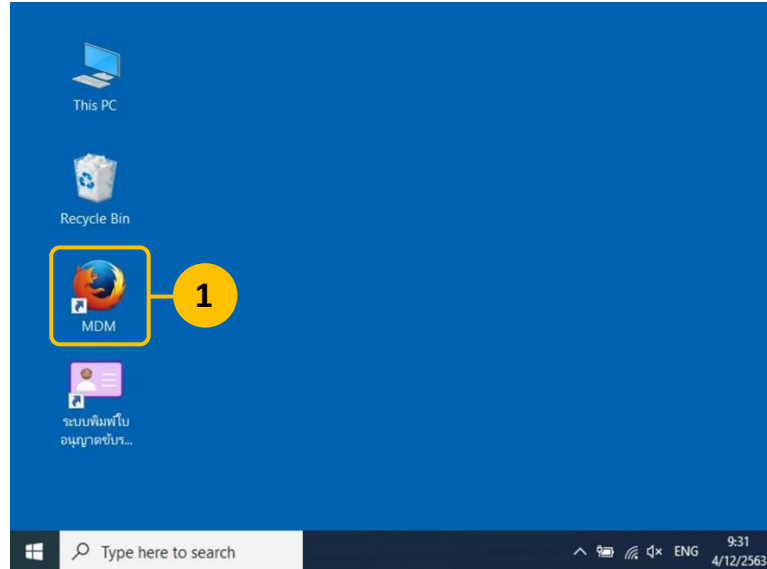 This PC
Recycle Bin
MDM
1
ระบบพิมพ์ใบ
อนุญาตขับร...
Type here to search
ENG
9:31
4/12/2563